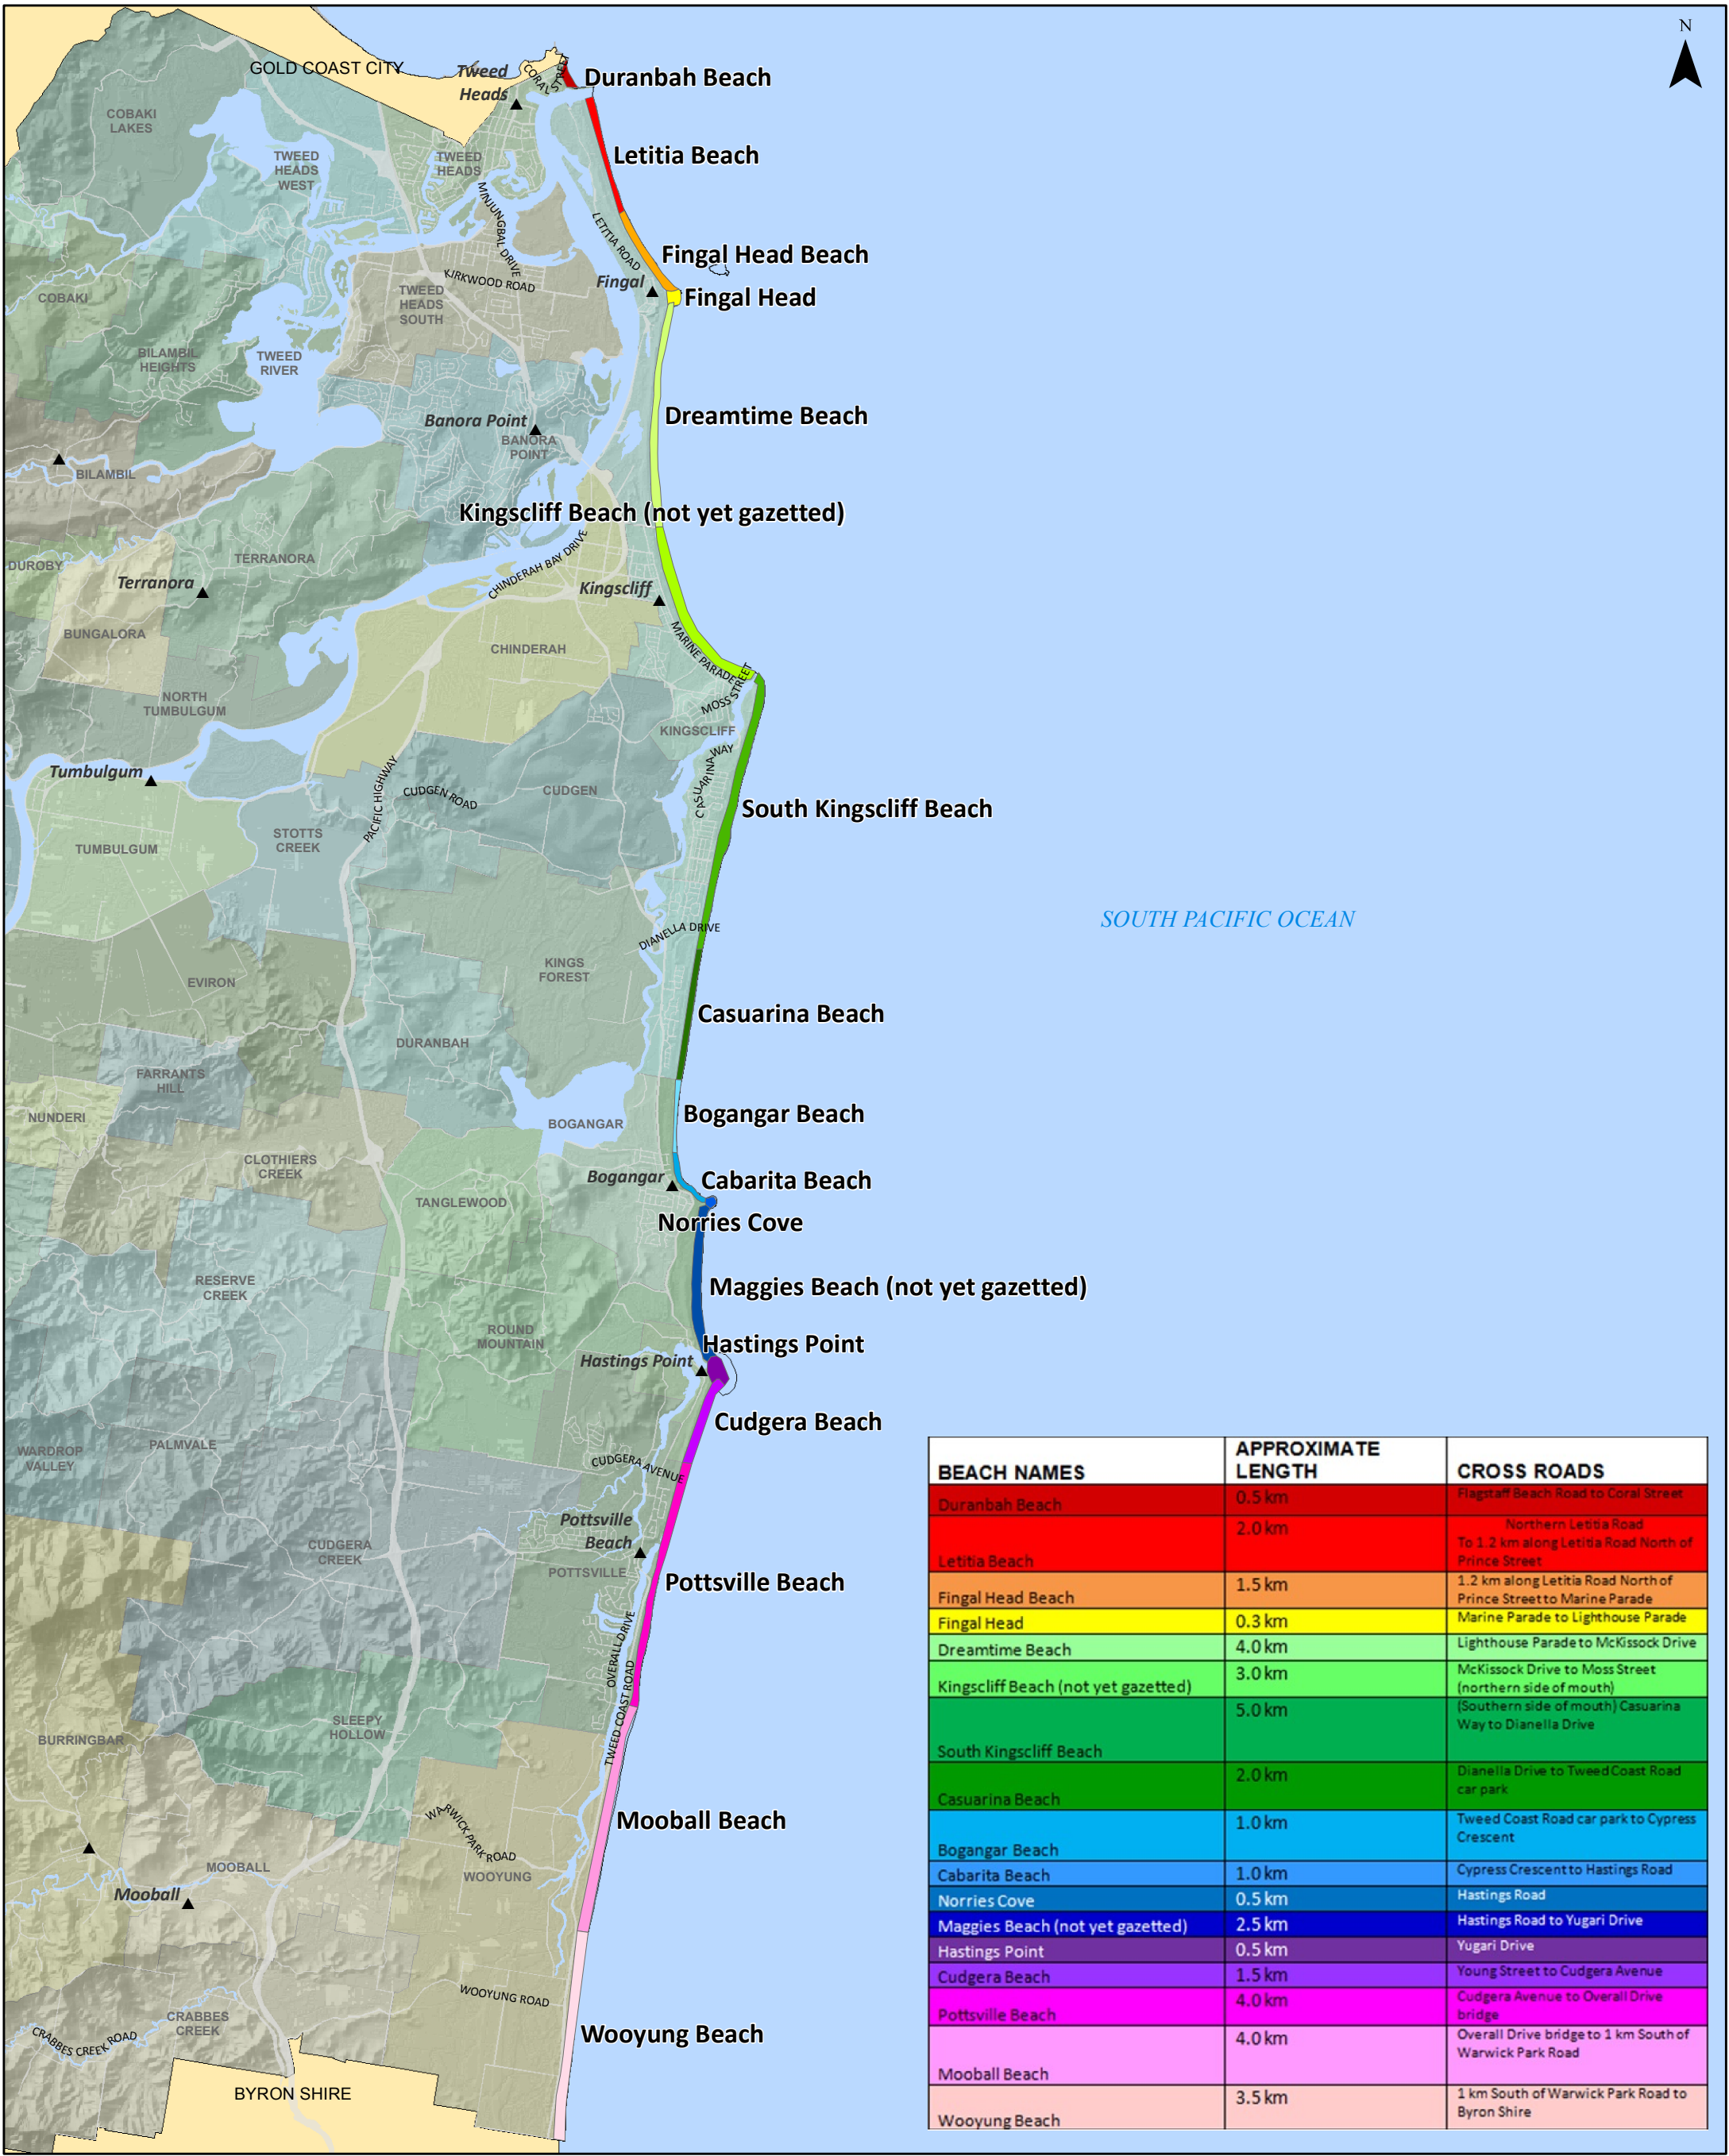 N
GOLD COAST CITY
Tweed
Heads
CORAL STREET
Duranbah Beach
COBAKI
LAKES
TWEED
HEADS
WEST
TWEED
HEADS
Letitia Beach
MINJUNGBAL DRIVE
LETITIA ROAD
Fingal Head Beach
KIRKWOOD ROAD
Fingal
Fingal Head
COBAKI
TWEED
HEADS
SOUTH
BILAMBIL
HEIGHTS
TWEED
RIVER
Dreamtime Beach
Banora Point
BANORA
POINT
BILAMBIL
Kingscliff Beach (not yet gazetted)
DUROBY
TERRANORA
CHINDERAH BAY DRIVE
Terranora
Kingscliff
BUNGALORA
CHINDERAH
MARINE PARADE
MOSS STREET
NORTH
TUMBULGUM
KINGSCLIFF
CASUARINA WAY
Tumbulgum
PACIFIC HIGHWAY
CUDGEN ROAD
CUDGEN
South Kingscliff Beach
STOTTS
CREEK
TUMBULGUM
SOUTH PACIFIC OCEAN
DIANELLA DRIVE
KINGS
FOREST
EVIRON
Casuarina Beach
DURANBAH
FARRANTS
HILL
NUNDERI
Bogangar Beach
BOGANGAR
CLOTHIERS
CREEK
Bogangar
Cabarita Beach
TANGLEWOOD
Norries Cove
RESERVE
CREEK
Maggies Beach (not yet gazetted)
ROUND
MOUNTAIN
Hastings Point
Hastings Point
Cudgera Beach
WARDROP
VALLEY
PALMVALE
CUDGERA AVENUE
Pottsville
Beach
CUDGERA
CREEK
POTTSVILLE
Pottsville Beach
OVERALL DRIVE
TWEED COAST ROAD
SLEEPY
HOLLOW
BURRINGBAR
Mooball Beach
WARWICK PARK ROAD
MOOBALL
WOOYUNG
Mooball
WOOYUNG ROAD
CRABBES
CREEK
CRABBES CREEK ROAD
Wooyung Beach
BYRON SHIRE
BEACH NAMES APPROXIMATE LENGTH CROSS ROADS
Duranbah Beach 0.5 km Flagstaff Beach Road to Coral Street
Letitia Beach 2.0 km Northern Letitia Road
To 1.2 km along Letitia Road North of
Prince Street
Fingal Head Beach 1.5 km 1.2 km along Letitia Road North of
Prince Street to Marine Parade
Fingal Head 0.3 km Marine Parade to Lighthouse Parade
Dreamtime Beach 4.0 km Lighthouse Parade to McKissock Drive
Kingscliff Beach (not yet gazetted) 3.0 km McKissock Drive to Moss Street
(northern side of mouth)
South Kingscliff Beach 5.0 km (Southern side of mouth) Casuarina
Way to Dianella Drive
Casuarina Beach 2.0 km Dianella Drive to Tweed Coast Road
car park
Bogangar Beach 1.0 km Tweed Coast Road car park to Cypress
Crescent
Cabarita Beach 1.0 km Cypress Crescent to Hastings Road
Norries Cove 0.5 km Hastings Road
Maggies Beach (not yet gazetted) 2.5 km Hastings Road to Yugari Drive
Hastings Point 0.5 km Yugari Drive
Cudgera Beach 1.5 km Young Street to Cudgera Avenue
Pottsville Beach 4.0 km Cudgera Avenue to Overall Drive
bridge
Mooball Beach 4.0 km Overall Drive bridge to 1 km South of
Warwick Park Road
Wooyung Beach 3.5 km 1 km South of Warwick Park Road to
Byron Shire